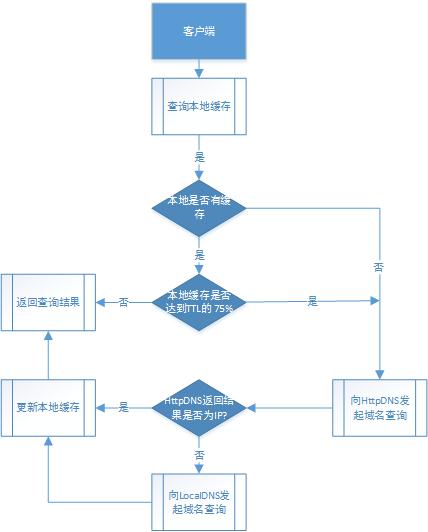 客户端
查询本地缓存
是
本地是否有缓
存
是
否
本地缓存是否
达到TTL的 75%
否
是
返回查询结果
更新本地缓存
是
HttpDNS返回结
果是否为IP?
向HttpDNS发
起域名查询
否
向LocalDNS发
起域名查询